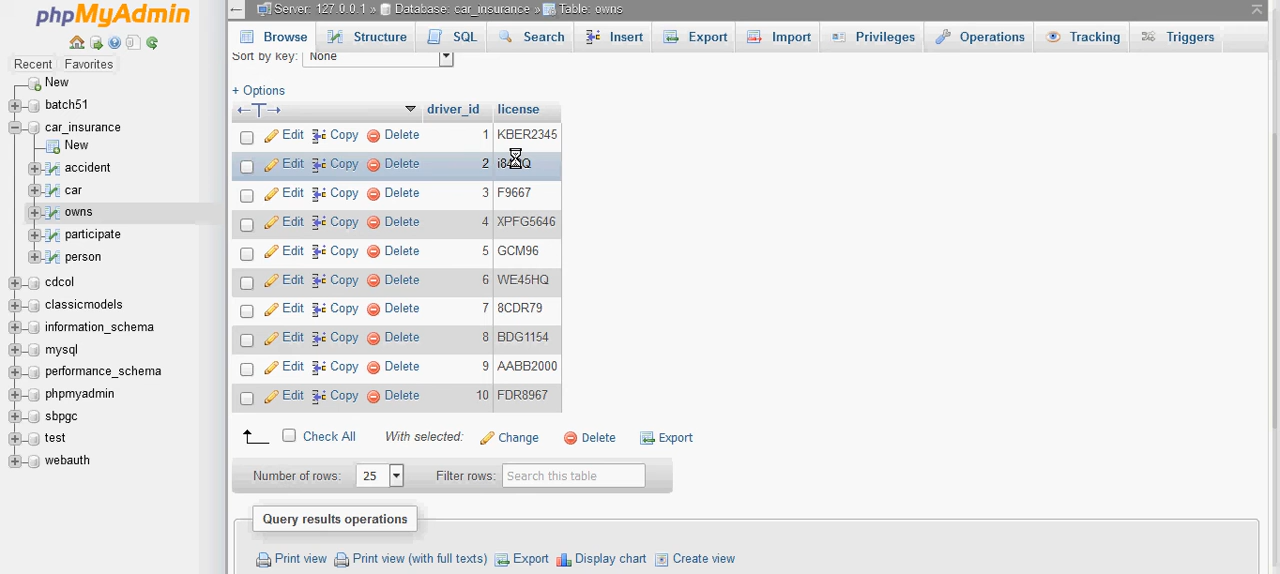 phpMyAdmin
Recent Favorites
New
batch51
car_insurance
New
accident
car
owns
participate
person
cdcol
classicmodels
information_schema
mysql
performance_schema
phpmyadmin
sbpgc
test
webauth
Server: 127.0.0.1 » Database: car_insurance » Table: owns
Browse Structure SQL Search Insert Export Import Privileges Operations Tracking Triggers
Sort by key: None
+ Options
driver_id license
Edit Copy Delete 1 KBER2345
Edit Copy Delete 2
Edit Copy Delete 3 F9667
Edit Copy Delete 4 XPFG5646
Edit Copy Delete 5 GCM96
Edit Copy Delete 6 WE45HQ
Edit Copy Delete 7 8CDR79
Edit Copy Delete 8 BDG1154
Edit Copy Delete 9 AABB2000
Edit Copy Delete 10 FDR8967
Check All With selected: Change Delete Export
Number of rows: 25 Filter rows: Search this table
Query results operations
Print view Print view (with full texts) Export Display chart Create view